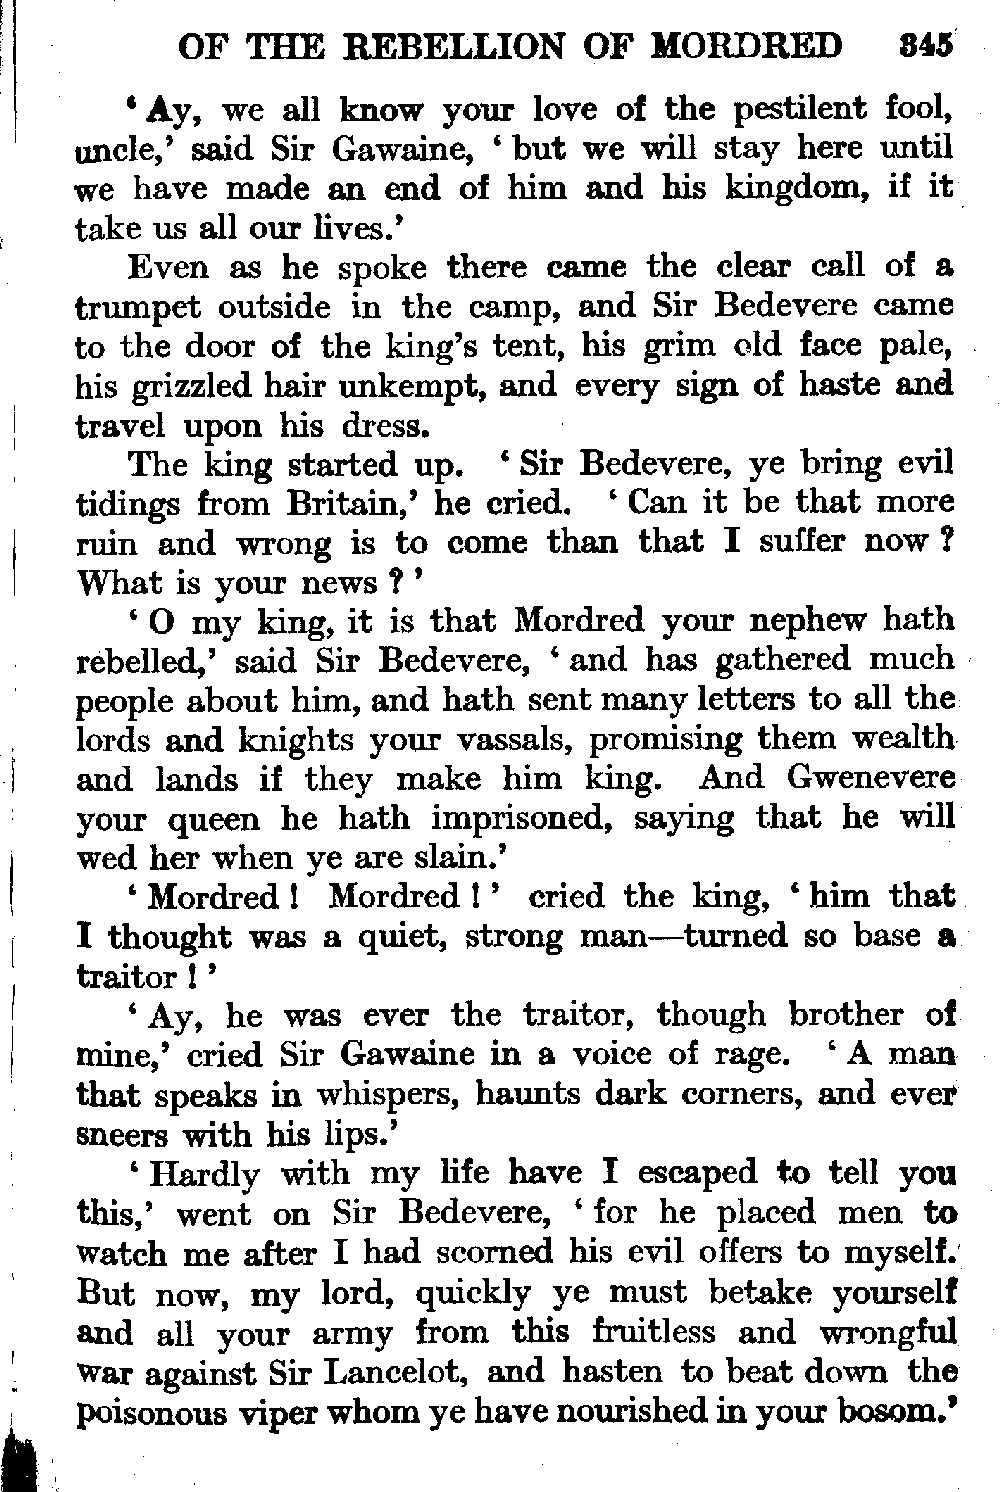 OF THE REBELLION OF MORDRED 345
‘ Ay, we all know your love of the pestilent fool,
uncle,’ said Sir Gawaine, ‘ but we will stay here until
we have made an end of him and his kingdom, if it
take us all our lives.’
Even as he spoke there came the clear call of a
trumpet outside in the camp, and Sir Bedevere came
to the door of the king’s tent, his grim old face pale,
his grizzled hair unkempt, and every sign of haste and
travel upon his dress.
The king started up. ‘ Sir Bedevere, ye bring evil
tidings from Britain,’ he cried. ‘ Can it be that more
ruin and wrong is to come than that I suffer now ?
What is your news ? ’
‘ O my king, it is that Mordred your nephew hath
rebelled,’ said Sir Bedevere, ‘ and has gathered much
people about him, and hath sent many letters to all the
lords and knights your vassals, promising them wealth
and lands if they make him king. And Gwenevere
your queen he hath imprisoned, saying that he will
wed her when ye are slain.’
‘ Mordred ! Mordred ! ’ cried the king, ‘ him that
I thought was a quiet, strong man—turned so base a
traitor ! ’
‘ Ay, he was ever the traitor, though brother of
mine,’ cried Sir Gawaine in a voice of rage. ‘ A man
that speaks in whispers, haunts dark corners, and ever
sneers with his lips.’
‘ Hardly with my life have I escaped to tell you
this,’ went on Sir Bedevere, ‘ for he placed men to
watch me after I had scorned his evil offers to myself.
But now, my lord, quickly ye must betake yourself
and all your army from this fruitless and wrongful
war against Sir Lancelot, and hasten to beat down the
poisonous viper whom ye have nourished in your bosom.’